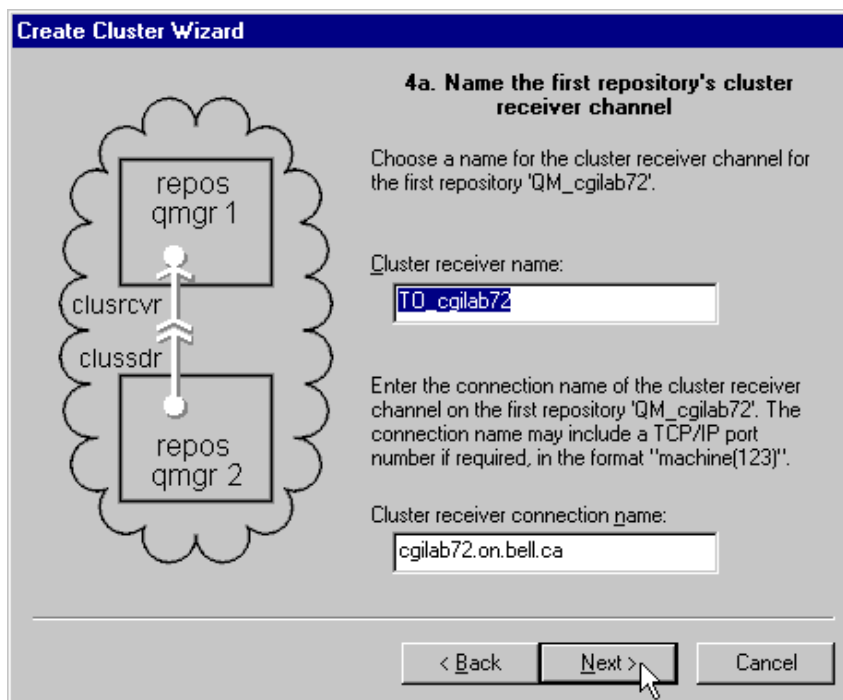 Create Cluster Wizard
4a. Name the first repository's cluster
receiver channel
Choose a name for the cluster receiver channel for
the first repository 'QM_cgilab72'.
Cluster receiver name:
TO_cgilab72
Enter the connection name of the cluster receiver
channel on the first repository 'QM_cgilab72'. The
connection name may include a TCP/IP port
number if required, in the format "machine(123)".
Cluster receiver connection name:
cgilab72.on.bell.ca
repos
qmgr 1
clusrcvr
clussdr
repos
qmgr 2
< Back
Next >
Cancel